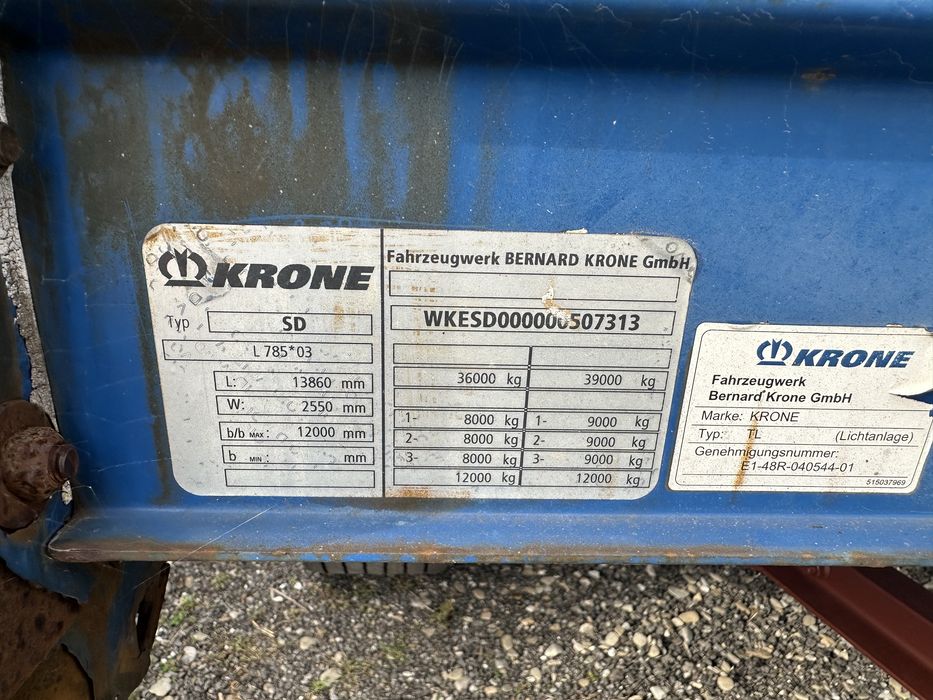 KRONE
Typ SD
L 785*03
L: 13860 mm
W: 2550 mm
b/b MAX: 12000 mm
b MIN: mm
Fahrzeugwerk BERNARD KRONE GmbH
WKESD000000507313
36000 kg 39000 kg
1- 8000 kg 1- 9000 kg
2- 8000 kg 2- 9000 kg
3- 8000 kg 3- 9000 kg
12000 kg 12000 kg
KRONE
Fahrzeugwerk
Bernard Krone GmbH
Marke: KRONE
Typ: TL (Lichtanlage)
Genehmigungsnummer:
E1-48R-040544-01
515037969